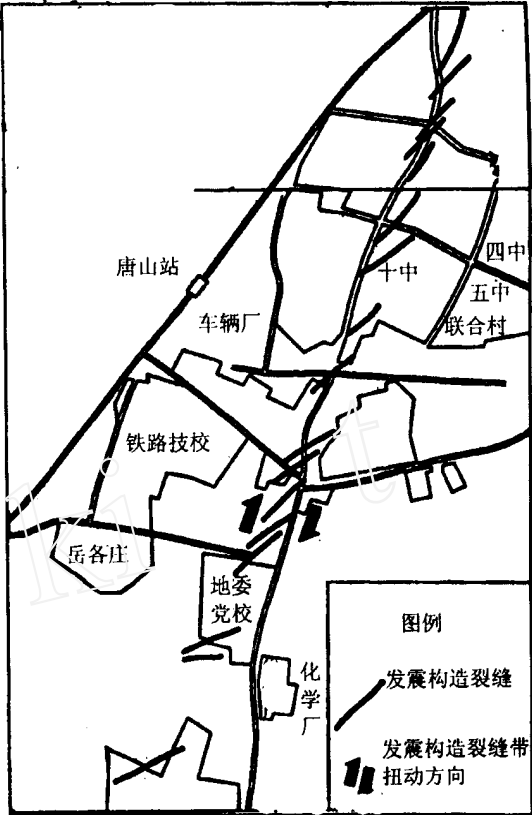 四中
唐山站
十中
五中
车辆厂
联合村
铁路技校
岳各庄
地委
党校
化学厂
图例
发震构造裂缝
发震构造裂缝带
扭动方向